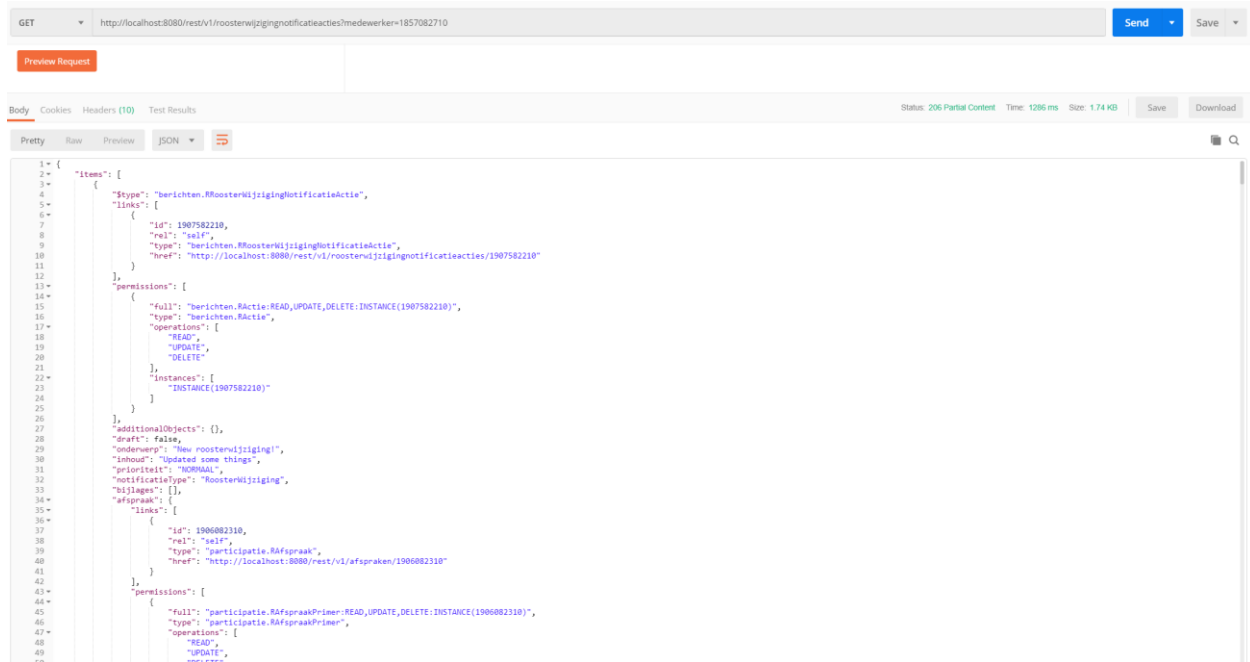 GET http://localhost:8080/rest/v1/roosterwijzigingnotificatieacties?medewerker=1857082710 Send Save
Preview Request
Body Cookies Headers (10) Test Results Status: 206 Partial Content Time: 1286 ms Size: 1.74 KB Save Download
Pretty Raw Preview JSON
1 {
2 "items": [
3 {
4 "$type": "berichten.RRoosterWijzigingNotificatieActie",
5 "links": [
6 {
7 "id": 1907582210,
8 "rel": "self",
9 "type": "berichten.RRoosterWijzigingNotificatieActie",
10 "href": "http://localhost:8080/rest/v1/roosterwijzigingnotificatieacties/1907582210"
11 }
12 ],
13 "permissions": [
14 {
15 "full": "berichten.RActie:READ,UPDATE,DELETE:INSTANCE(1907582210)",
16 "type": "berichten.RActie",
17 "operations": [
18 "READ",
19 "UPDATE",
20 "DELETE"
21 ],
22 "instances": [
23 "INSTANCE(1907582210)"
24 ]
25 }
26 ],
27 "additionalObjects": {},
28 "draft": false,
29 "onderwerp": "New roosterwijziging!",
30 "inhoud": "Updated some things",
31 "prioriteit": "NORMAAL",
32 "notificatieType": "RoosterWijziging",
33 "bijlages": [],
34 "afspraak": {
35 "links": [
36 {
37 "id": 1906082310,
38 "rel": "self",
39 "type": "participatie.RAfspraak",
40 "href": "http://localhost:8080/rest/v1/afspraken/1906082310"
41 }
42 ],
43 "permissions": [
44 {
45 "full": "participatie.RAfspraakPrimer:READ,UPDATE,DELETE:INSTANCE(1906082310)",
46 "type": "participatie.RAfspraakPrimer",
47 "operations": [
48 "READ",
49 "UPDATE",